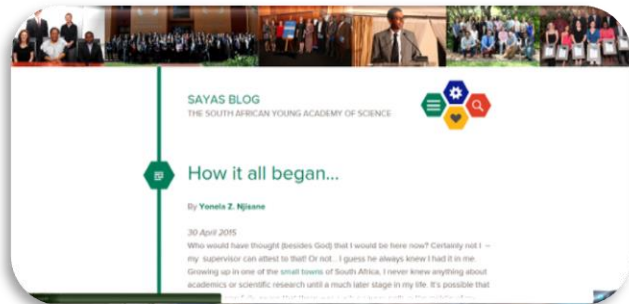 SAYAS BLOG
THE SOUTH AFRICAN YOUNG ACADEMY OF SCIENCE
How it all began...
By Yonela Z. Njisane
30 April 2015
Who would have thought (besides God) that I would be here now? Certainly not I –
my supervisor can attest to that! Or not... I guess he always knew I had it in me.
Growing up in one of the small towns of South Africa, I never knew anything about
academics or scientific research until a much later stage in my life. It's possible that